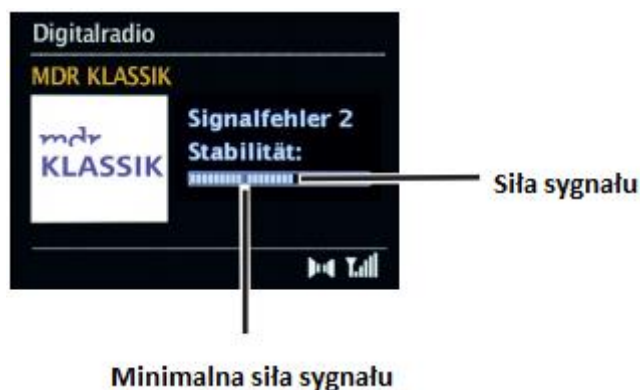 Digitalradio
MDR KLASSIK
mdr
KLASSIK
Signalfehler 2
Stabilität:
Siła sygnału
Minimalna siła sygnału